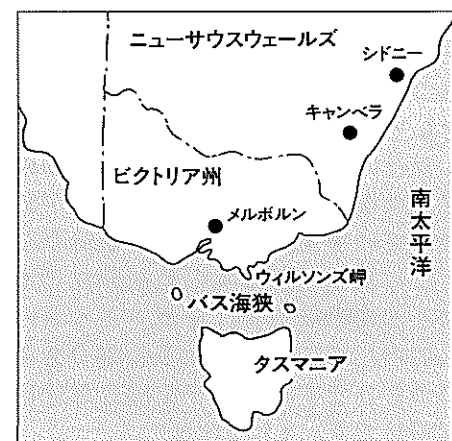 ニューサウスウェールズ
シドニー
キャンベラ
ビクトリア州
南太平洋
メルボルン
ウィルソンズ岬
バス海狭
タスマニア